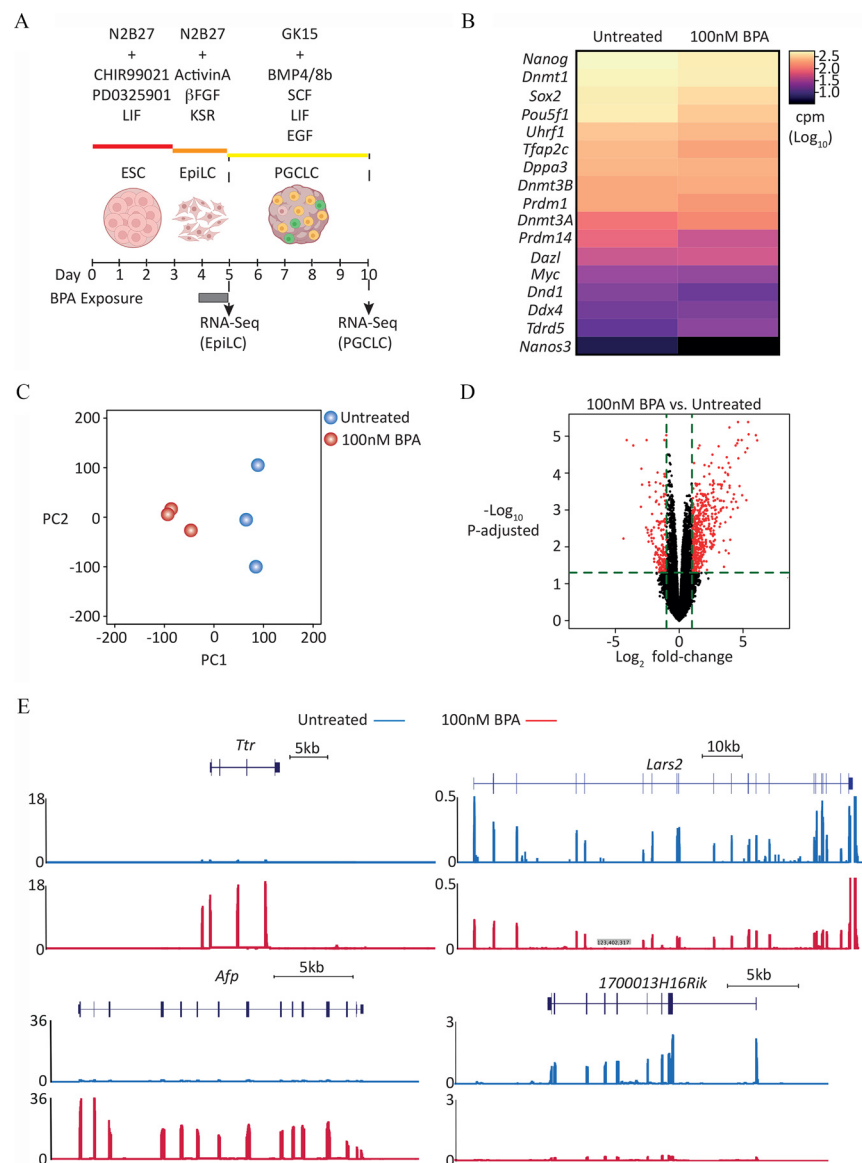 A
N2B27
+
CHIR99021
PD0325901
LIF
N2B27
+
ActivinA
βFGF
KSR
GK15
+
BMP4/8b
SCF
LIF
EGF
ESC
EpiLC
PGCLC
Day 0 1 2 3 4 5 6 7 8 9 10
BPA Exposure
RNA-Seq
(EpiLC)
RNA-Seq
(PGCLC)
B
Untreated 100nM BPA
Nanog
Dnmt1
Sox2
Pou5f1
Uhrf1
Tfap2c
Dppa3
Dnmt3B
Prdm1
Dnmt3A
Prdm14
Dazl
Myc
Dnd1
Ddx4
Tdrd5
Nanos3
2.5
2.0
1.5
1.0
cpm
(Log10)
C
200
100
0
-100
-200
PC2
-200 -100 0 100 200
PC1
Untreated
100nM BPA
D
100nM BPA vs. Untreated
5
4
3
2
1
0
-Log10
P-adjusted
-5 0 5
Log2 fold-change
E
Untreated
100nM BPA
Ttr
5kb
18
0
18
0
Lars2
10kb
0.5
0
0.5
0
123,402,317
Afp
5kb
36
0
36
0
1700013H16Rik
5kb
3
0
3
0